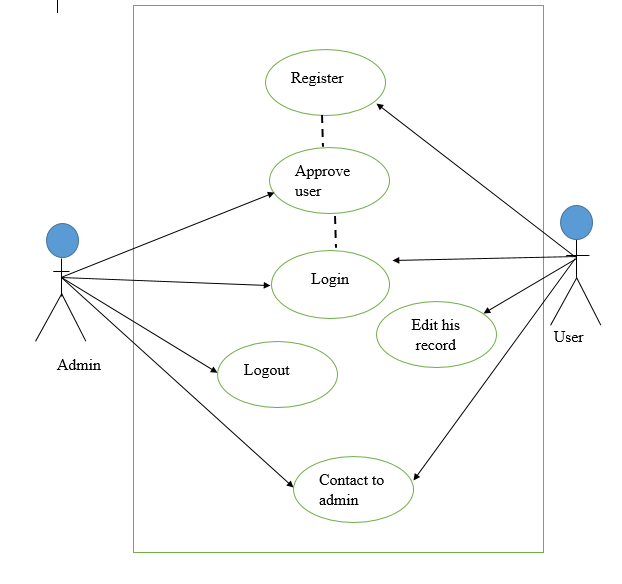 Register
Approve
user
Login
Edit his
record
User
Admin
Logout
Contact to
admin